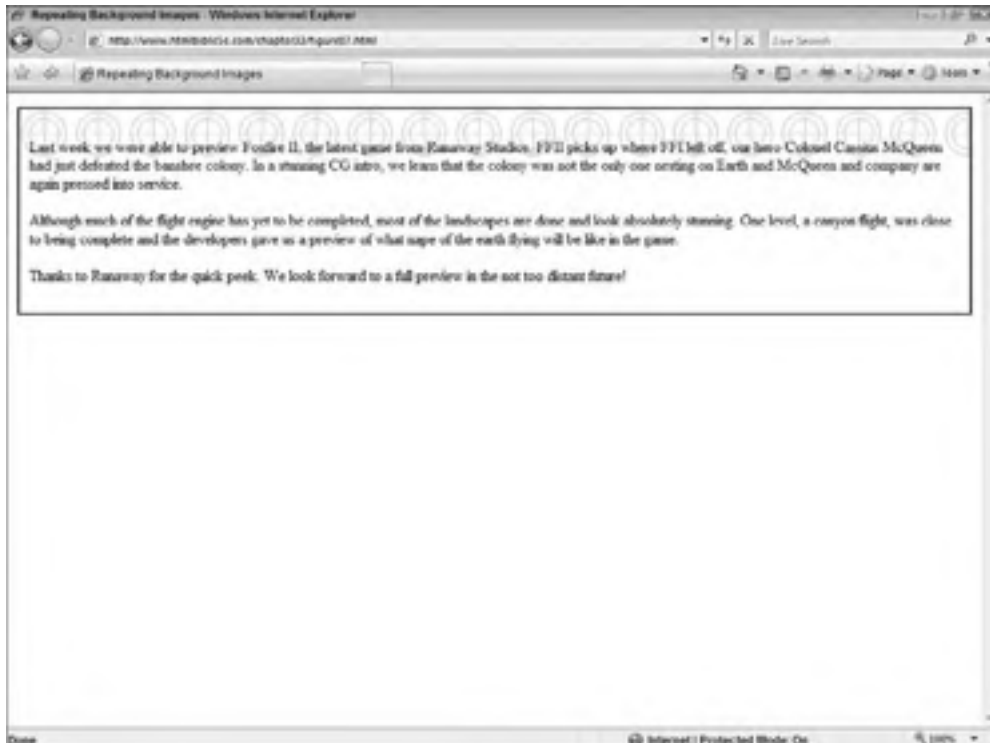 Repeating Background Images - Windows Internet Explorer
Live Search
Repeating Background Images
Page Tools
Last week we were able to preview Foxfire II, the latest game from Runaway Studios. FFII picks up where FFI left off, our hero Colonel Cassius McQueen
had just defeated the banshee colony. In a stunning CG intro, we learn that the colony was not the only one nesting on Earth and McQueen and company are
again pressed into service.
Although much of the flight engine has yet to be completed, most of the landscapes are done and look absolutely stunning. One level, a canyon flight, was close
to being complete and the developers gave us a preview of what nape of the earth flying will be like in the game.
Thanks to Runaway for the quick peek. We look forward to a full preview in the not too distant future!
Done
Internet | Protected Mode: On
100%